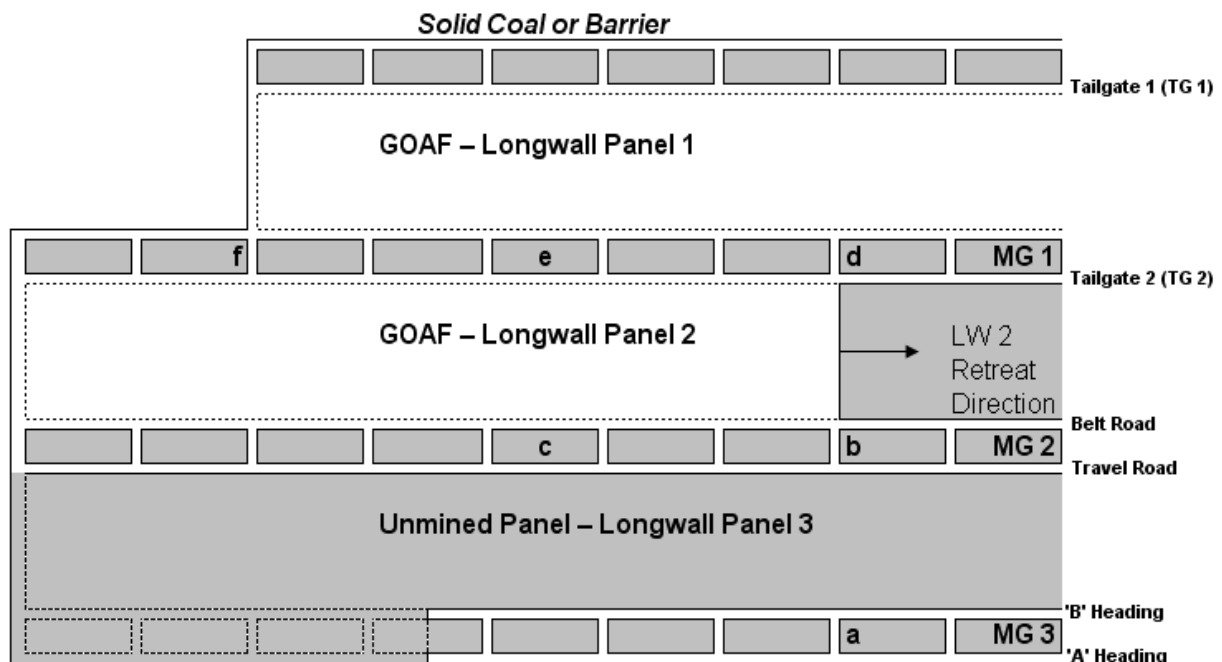 Solid Coal or Barrier
Tailgate 1 (TG 1)
GOAF – Longwall Panel 1
f
e
d
MG 1
Tailgate 2 (TG 2)
GOAF – Longwall Panel 2
LW 2
Retreat
Direction
Belt Road
c
b
MG 2
Travel Road
Unmined Panel – Longwall Panel 3
'B' Heading
a
MG 3
'A' Heading